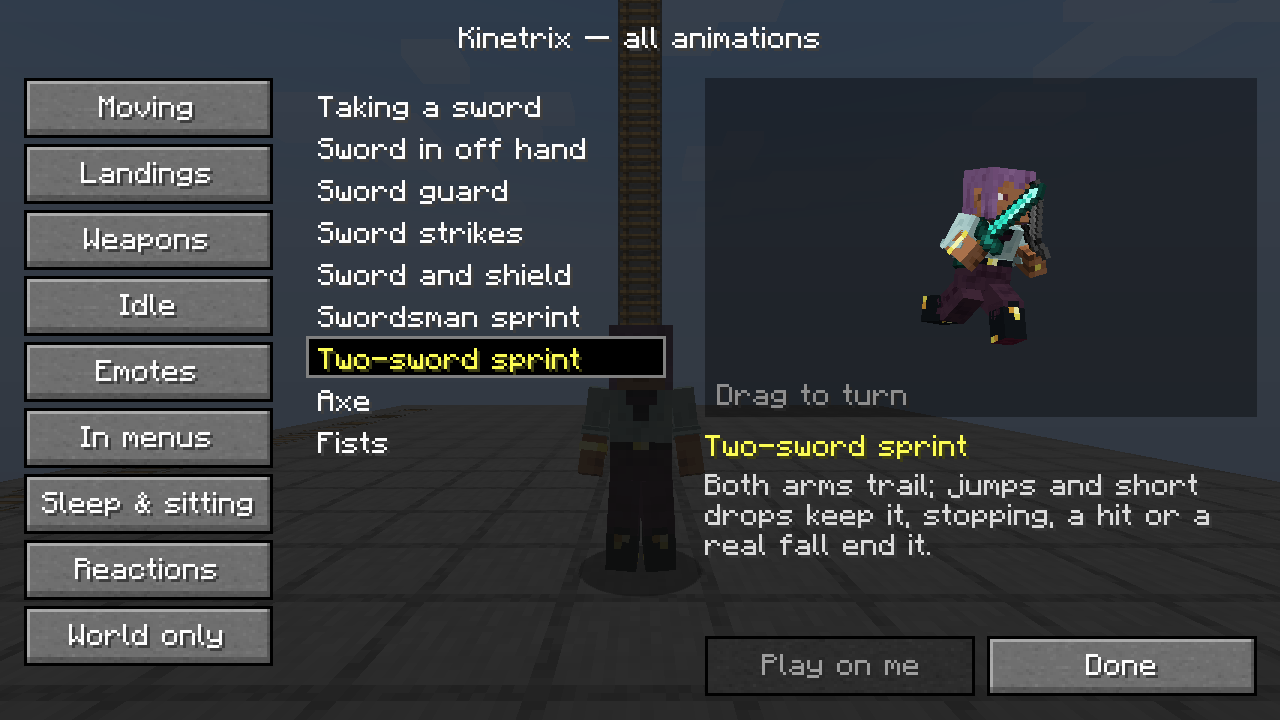 Kinetrix — all animations
Moving
Landings
Weapons
Idle
Emotes
In menus
Sleep & sitting
Reactions
World only
Taking a sword
Sword in off hand
Sword guard
Sword strikes
Sword and shield
Swordsman sprint
Two-sword sprint
Axe
Fists
Drag to turn
Two-sword sprint
Both arms trail; jumps and short
drops keep it, stopping, a hit or a
real fall end it.
Play on me
Done